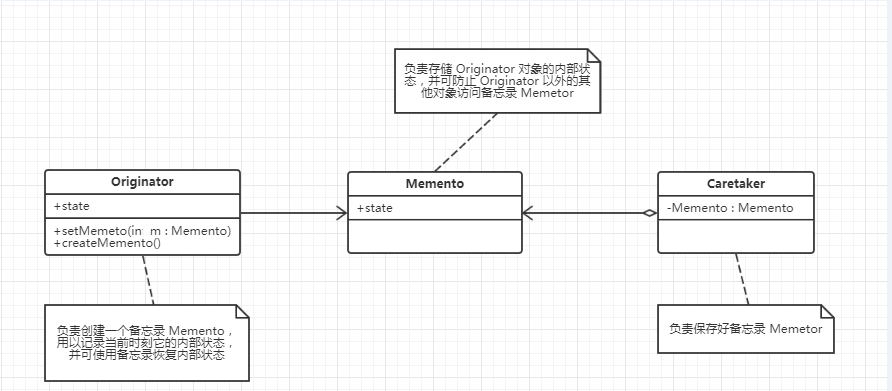 负责存储 Originator 对象的内部状
态，并可防止 Originator 以外的其
他对象访问备忘录 Memetor
Originator
+state
+setMemeto(in m : Memento)
+createMemento()
Memento
+state
Caretaker
-Memento : Memento
负责创建一个备忘录 Memento，
用以记录当前时刻它的内部状态，
并可使用备忘录恢复内部状态
负责保存好备忘录 Memetor